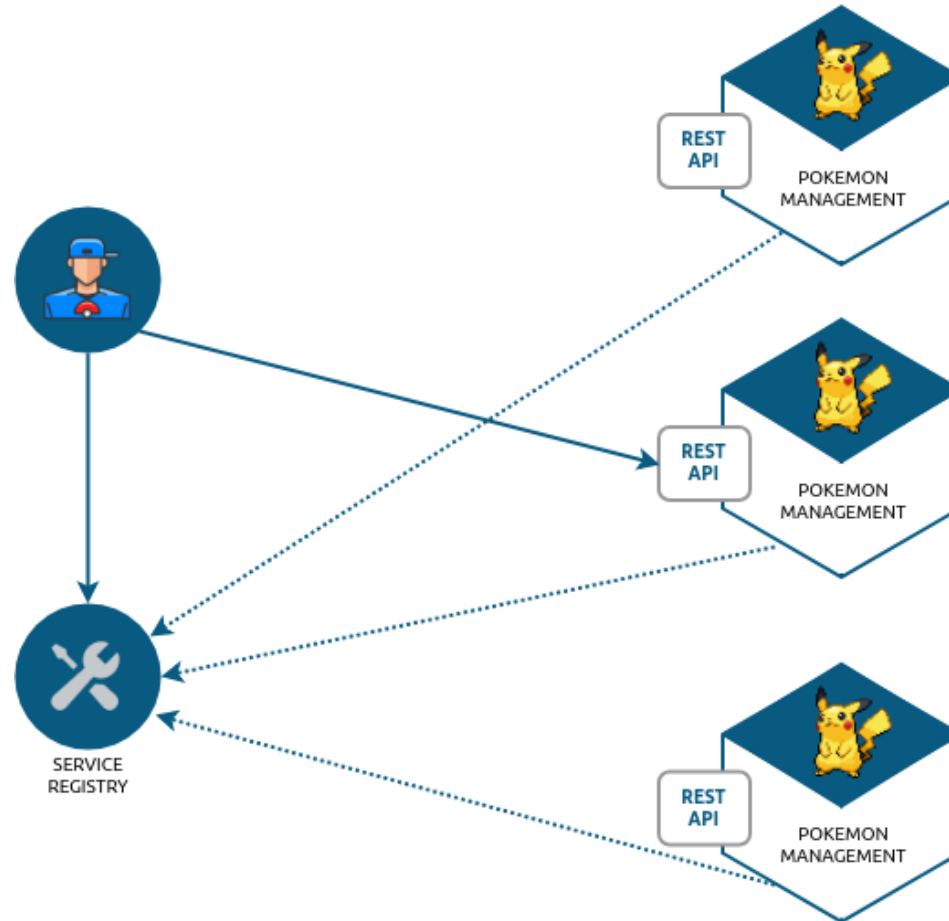 REST
API
POKEMON
MANAGEMENT
REST
API
POKEMON
MANAGEMENT
SERVICE
REGISTRY
REST
API
POKEMON
MANAGEMENT